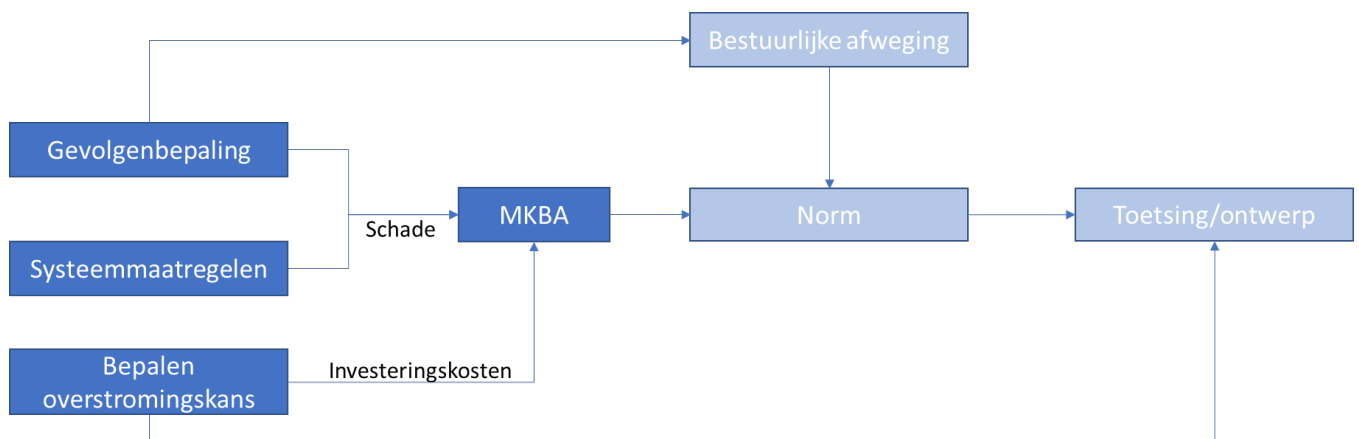 Bestuurlijke afweging
Gevolgenbepaling
Schade
MKBA
Norm
Toetsing/ontwerp
Systeemmaatregelen
Bepalen
overstromingskans
Investeringskosten